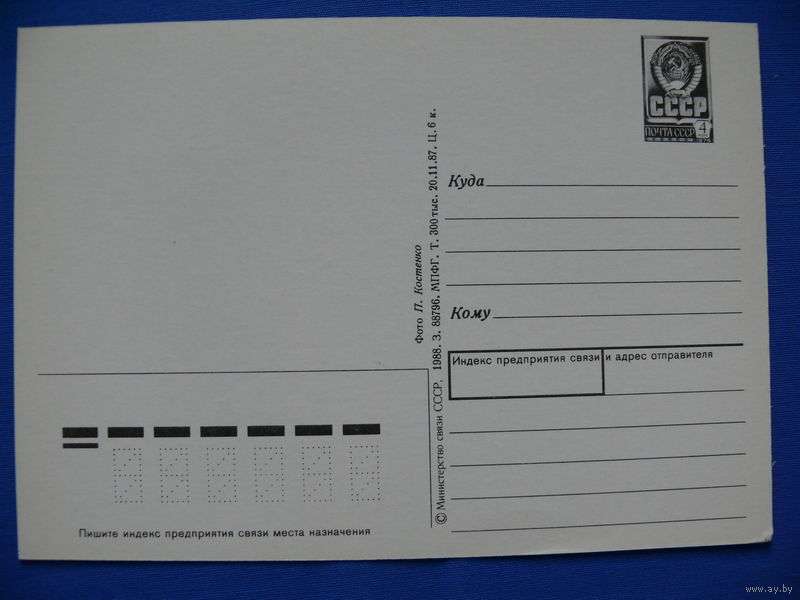 СССР
ПОЧТА СССР 4
1976
Куда
Кому
Индекс предприятия связи и адрес отправителя
Фото П. Костенко
© Министерство связи СССР, 1988. З. 88796. МПФГ. Т. 300 тыс. 20.11.87. Ц. 6 к.
Пишите индекс предприятия связи места назначения
www.ay.by